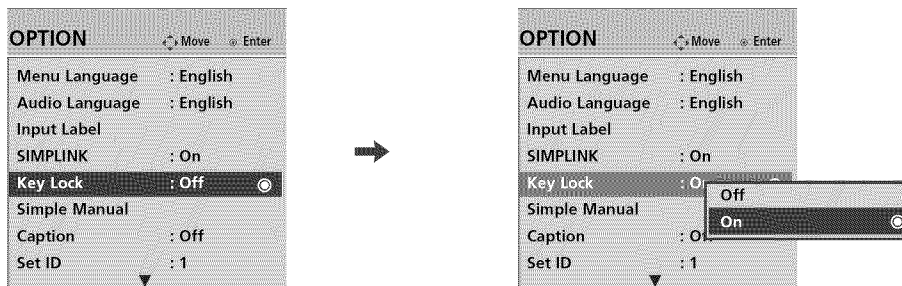 OPTION Move Enter
Menu Language : English
Audio Language : English
Input Label
SIMPLINK : On
Key Lock : Off
Simple Manual
Caption : Off
Set ID : 1
OPTION Move Enter
Menu Language : English
Audio Language : English
Input Label
SIMPLINK : On
Key Lock
Off
Simple Manual
On
Caption
Set ID : 1